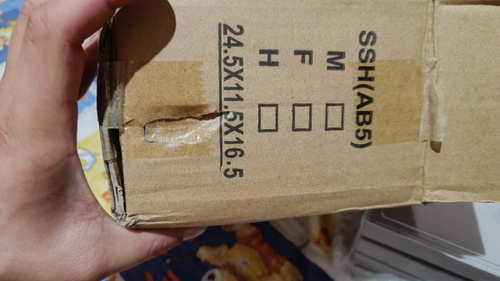 SSH(AB5)
M □
F □
H □
24.5X11.5X16.5